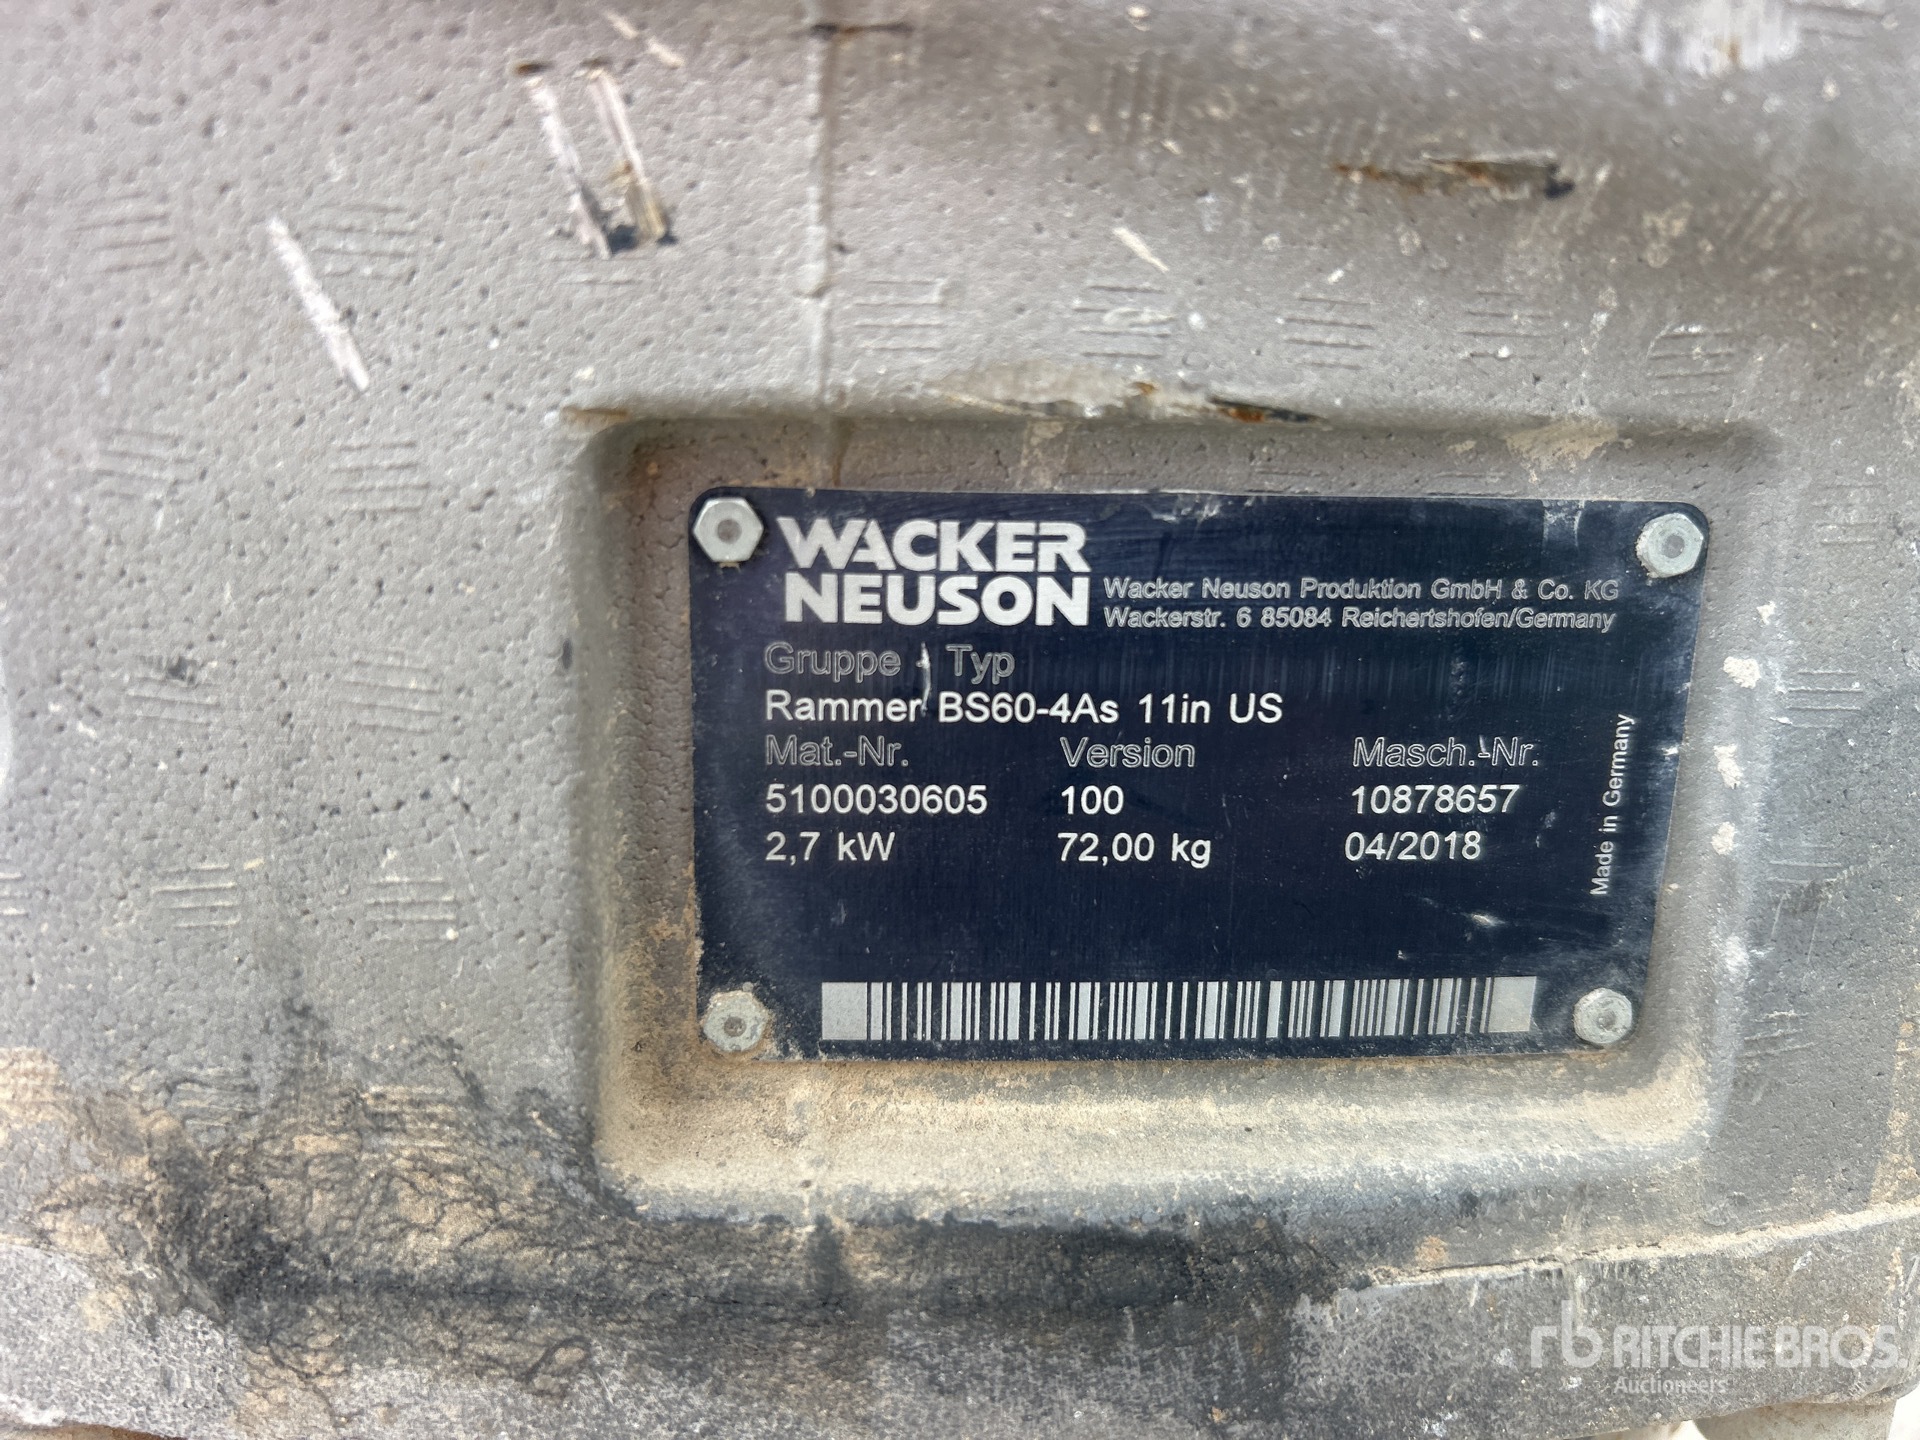 WACKER
NEUSON
Wacker Neuson Produktion GmbH & Co. KG
Wackerstr. 6 85084 Reichertshofen/Germany
Gruppe - Typ
Rammer BS60-4As 11in US
Mat.-Nr. Version Masch.-Nr.
5100030605 100 10878657
2,7 kW 72,00 kg 04/2018
Made in Germany
rb RITCHIE BROS.
Auctioneers